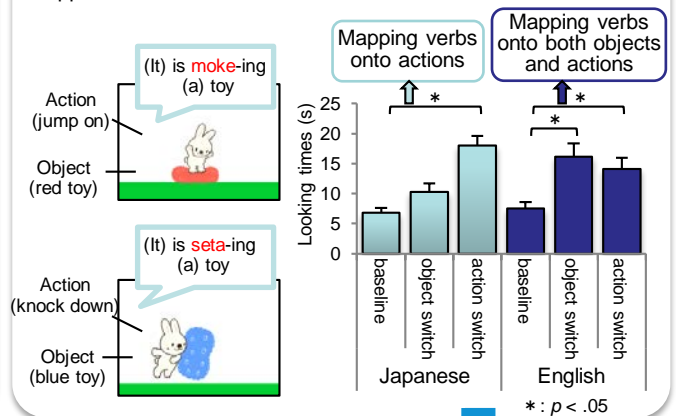 (It) is moke-ing
(a) toy
Action
(jump on)
Object
(red toy)
(It) is seta-ing
(a) toy
Action
(knock down)
Object
(blue toy)
Mapping verbs
onto actions
Mapping verbs
onto both objects
and actions
Looking times (s)
25
20
15
10
5
0
*
*
*
baseline
object switch
action switch
baseline
object switch
action switch
Japanese
English
*: p < .05